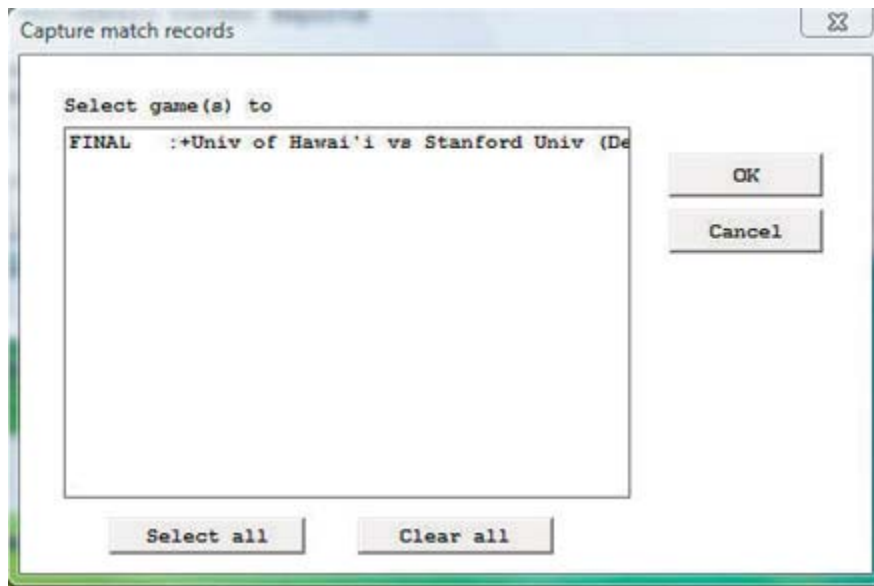 Capture match records
Select game(s) to
FINAL :+Univ of Hawai'i vs Stanford Univ (De
OK
Cancel
Select all
Clear all